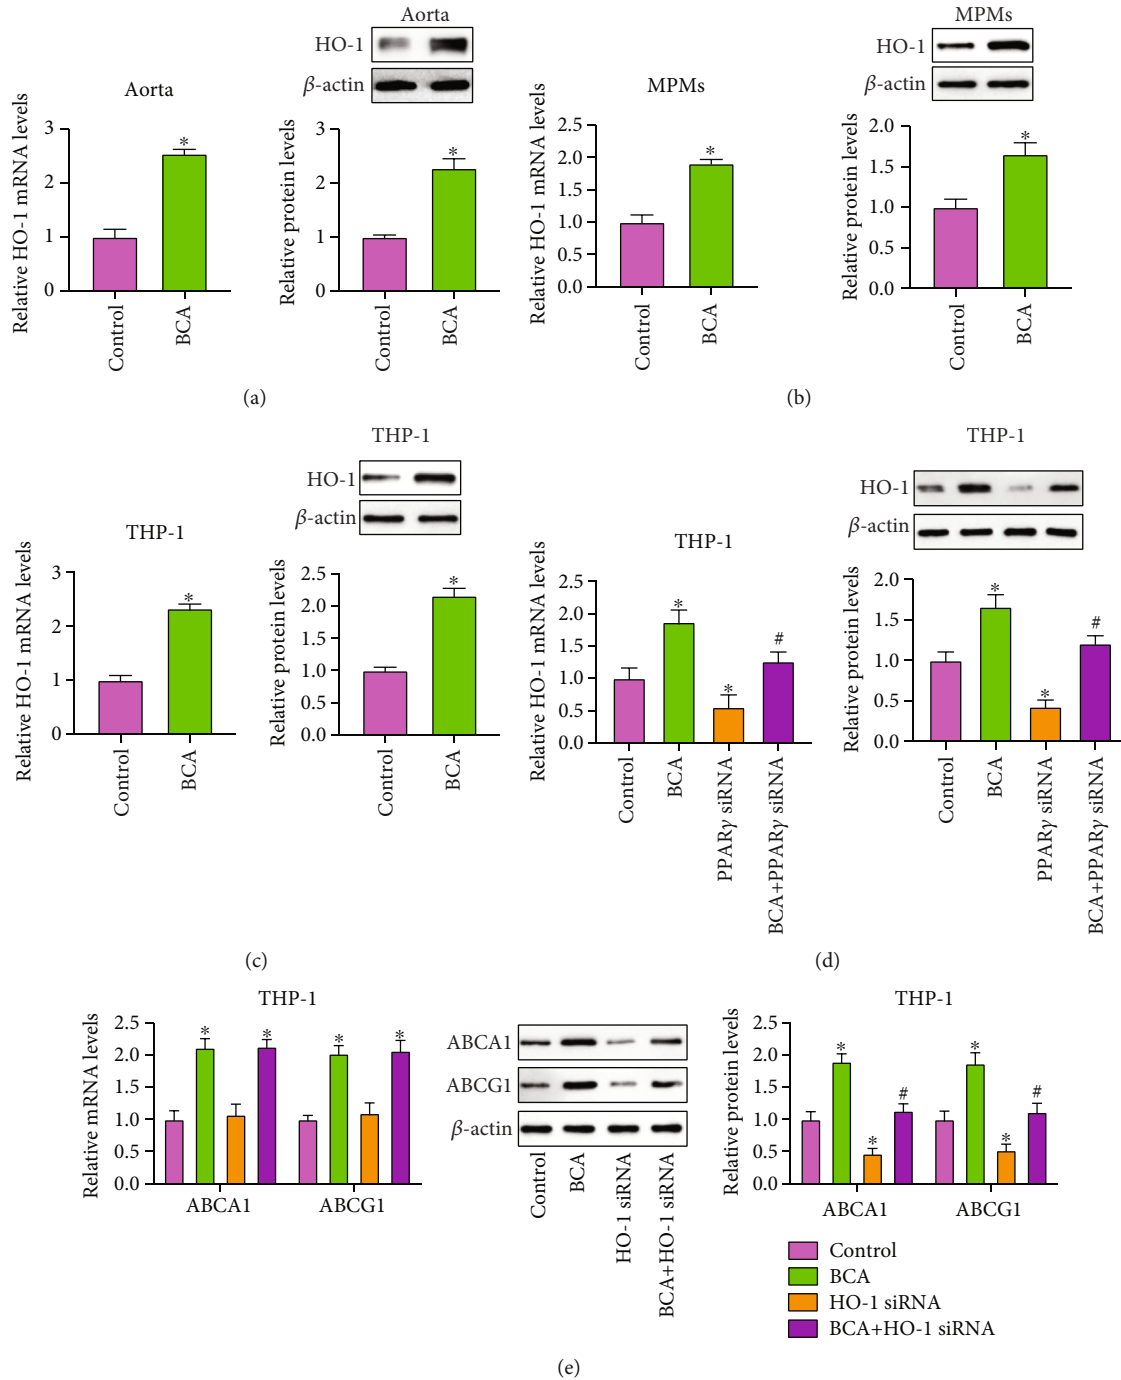 Aorta
HO-1
β-actin
Aorta
Relative HO-1 mRNA levels
3
2
1
0
Control
BCA
*
Relative protein levels
3
2
1
0
Control
BCA
*
(a)
MPMs
HO-1
β-actin
MPMs
Relative HO-1 mRNA levels
2.5
2.0
1.5
1.0
0.5
0.0
Control
BCA
*
Relative protein levels
2.0
1.5
1.0
0.5
0.0
Control
BCA
*
(b)
THP-1
HO-1
β-actin
THP-1
Relative HO-1 mRNA levels
3
2
1
0
Control
BCA
*
Relative protein levels
2.5
2.0
1.5
1.0
0.5
0.0
Control
BCA
*
(c)
THP-1
HO-1
β-actin
THP-1
Relative HO-1 mRNA levels
2.5
2.0
1.5
1.0
0.5
0.0
*
*
#
Control
BCA
PPARγ siRNA
BCA+PPARγ siRNA
Relative protein levels
2.0
1.5
1.0
0.5
0.0
*
*
#
Control
BCA
PPARγ siRNA
BCA+PPARγ siRNA
(d)
THP-1
Relative mRNA levels
2.5
2.0
1.5
1.0
0.5
0.0
* * * *
ABCA1 ABCG1
ABCA1
ABCG1
β-actin
Control
BCA
HO-1 siRNA
BCA+HO-1 siRNA
THP-1
Relative protein levels
2.5
2.0
1.5
1.0
0.5
0.0
* * # * * #
ABCA1 ABCG1
Control
BCA
HO-1 siRNA
BCA+HO-1 siRNA
(e)